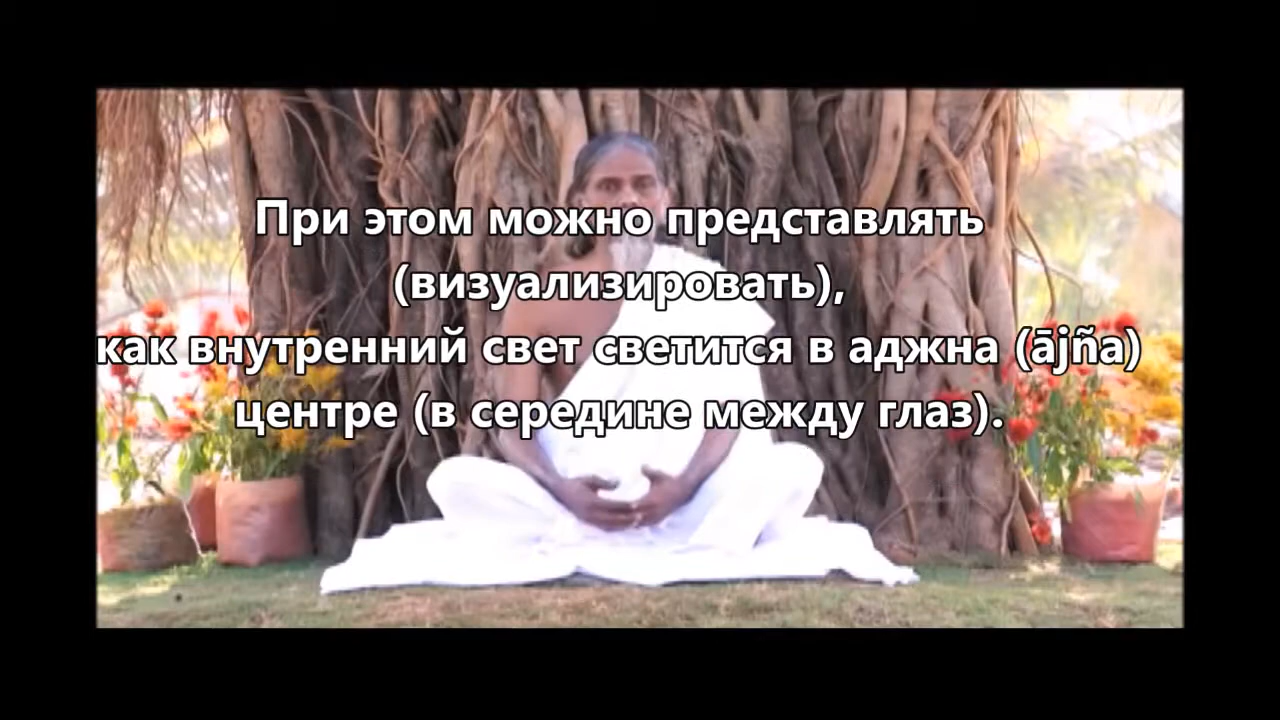 При этом можно представлять
(визуализировать),
как внутренний свет светится в аджна (ājña)
центре (в середине между глаз).